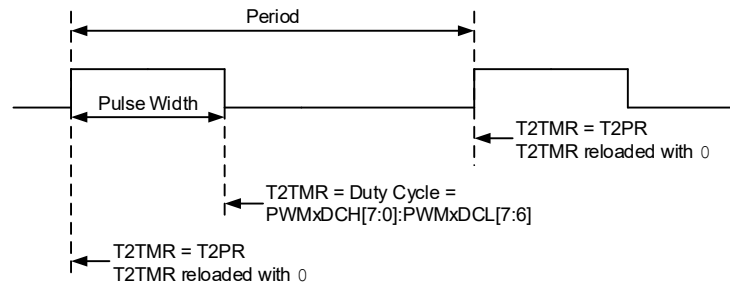 Period
Pulse Width
T2TMR = T2PR
T2TMR reloaded with 0
T2TMR = Duty Cycle =
PWMxDCH[7:0]:PWMxDCL[7:6]
T2TMR = T2PR
T2TMR reloaded with 0